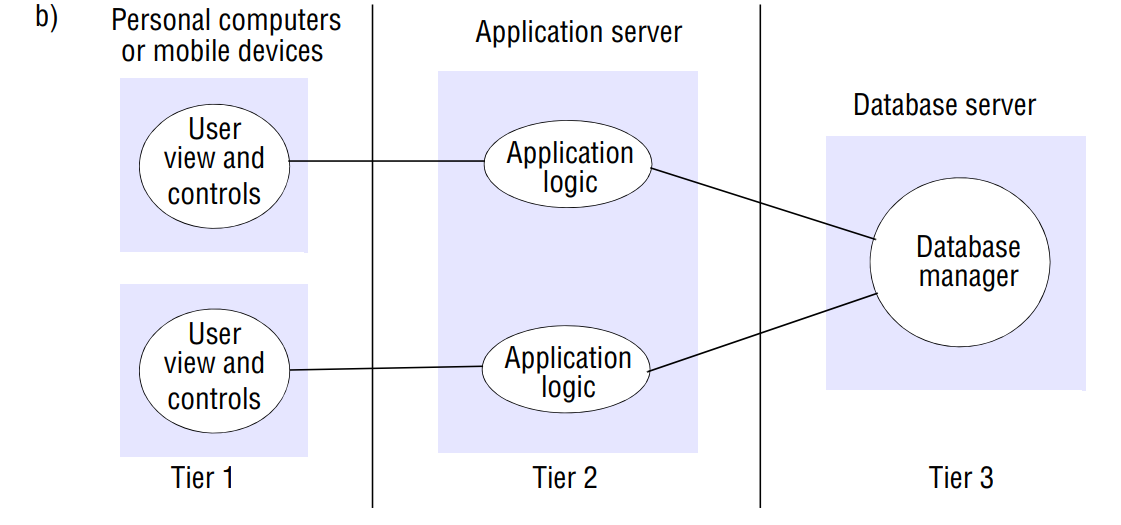 b)
Personal computers
or mobile devices
Application server
Database server
User
view and
controls
Application
logic
Database
manager
User
view and
controls
Application
logic
Tier 1
Tier 2
Tier 3